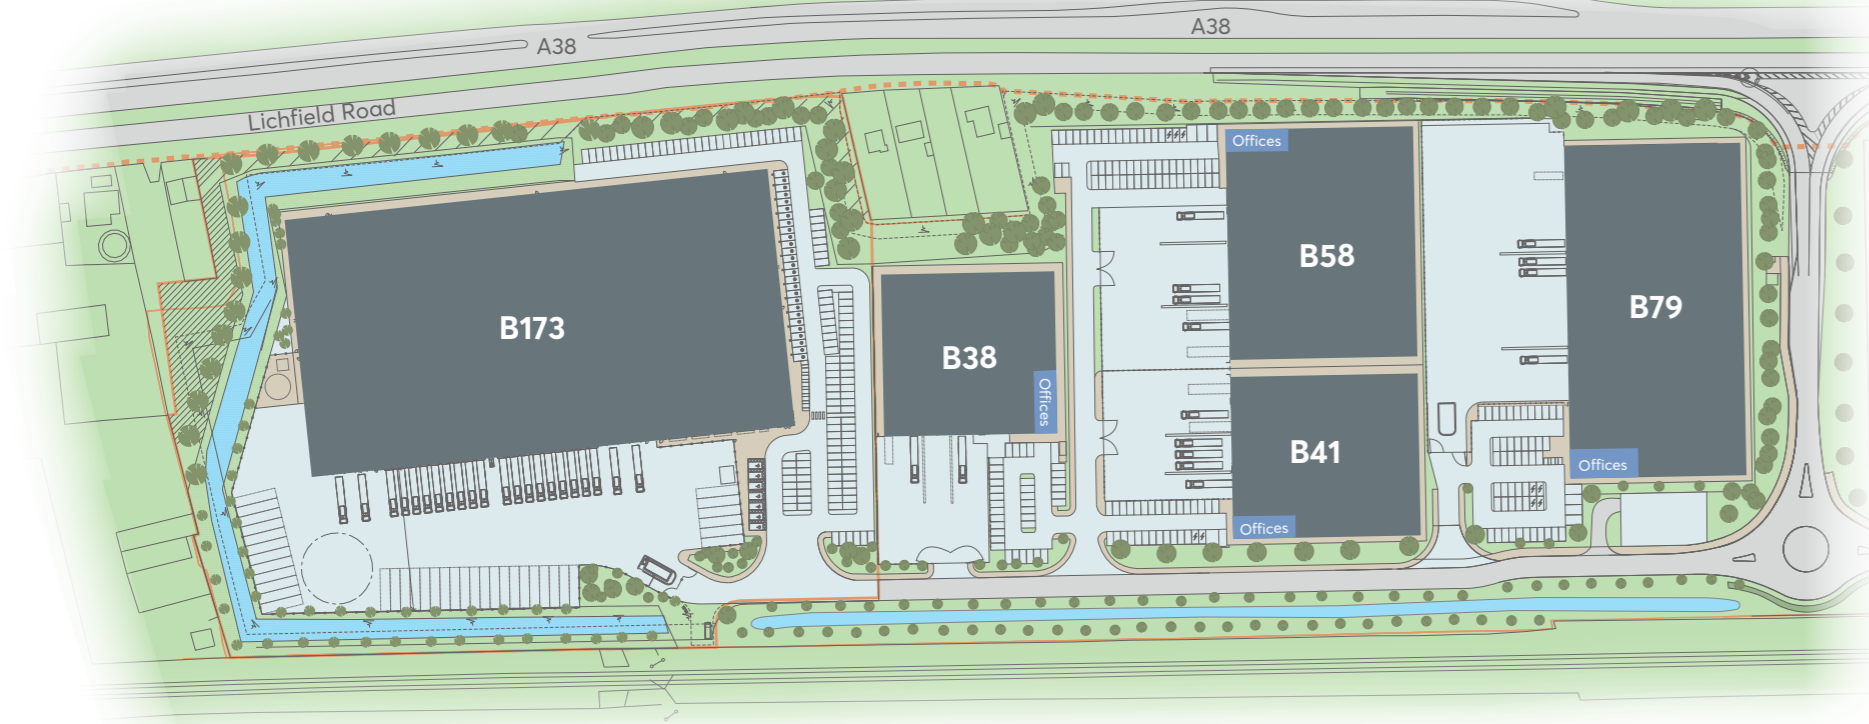 A38
A38
Lichfield Road
Offices
B58
B79
B173
B38
Offices
B41
Offices
Offices